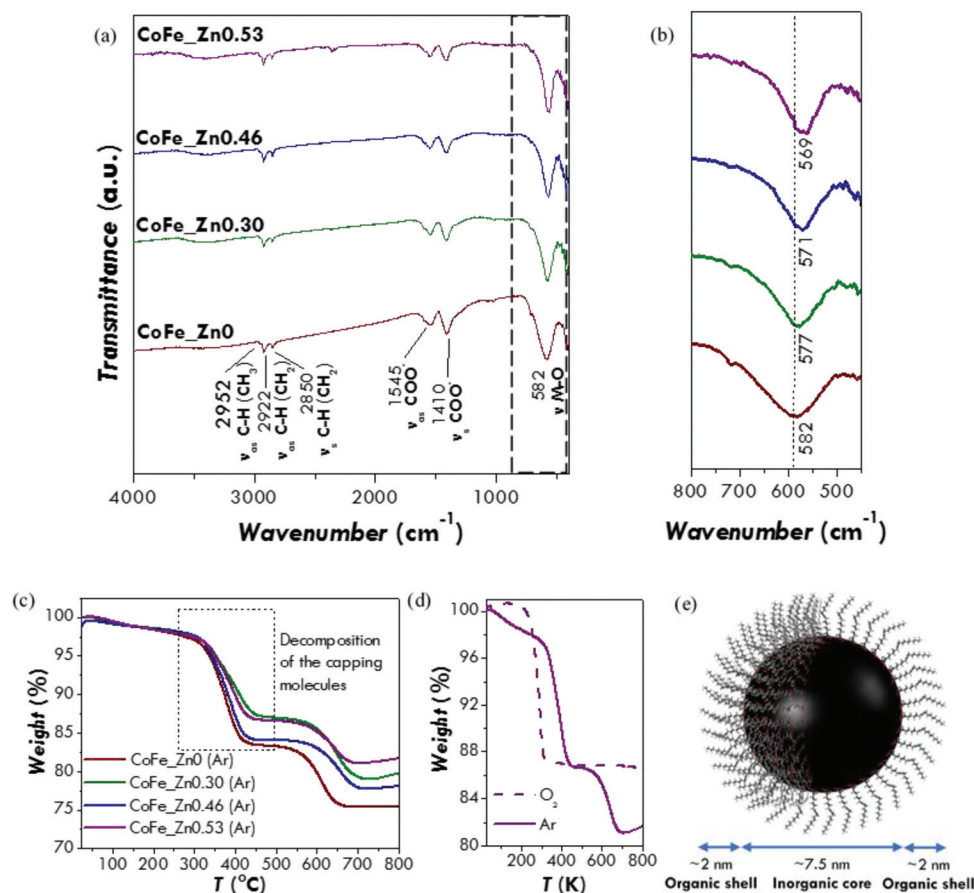 (a)
CoFe_Zn0.53
CoFe_Zn0.46
CoFe_Zn0.30
CoFe_Zn0
Transmittance (a.u.)
2952
νas C-H (CH3)
2922
νas C-H (CH2)
2850
νs C-H (CH2)
1545
νas COO-
1410
νs COO-
582
ν M-O
4000 3000 2000 1000
Wavenumber (cm-1)
(b)
569
571
577
582
800 700 600 500
Wavenumber (cm-1)
(c)
100
95
90
85
80
75
70
Weight (%)
Decomposition
of the capping
molecules
CoFe_Zn0 (Ar)
CoFe_Zn0.30 (Ar)
CoFe_Zn0.46 (Ar)
CoFe_Zn0.53 (Ar)
100 200 300 400 500 600 700 800
T (°C)
(d)
100
96
92
88
84
80
Weight (%)
O2
Ar
200 400 600 800
T (K)
(e)
~2 nm ~7.5 nm ~2 nm
Organic shell Inorganic core Organic shell